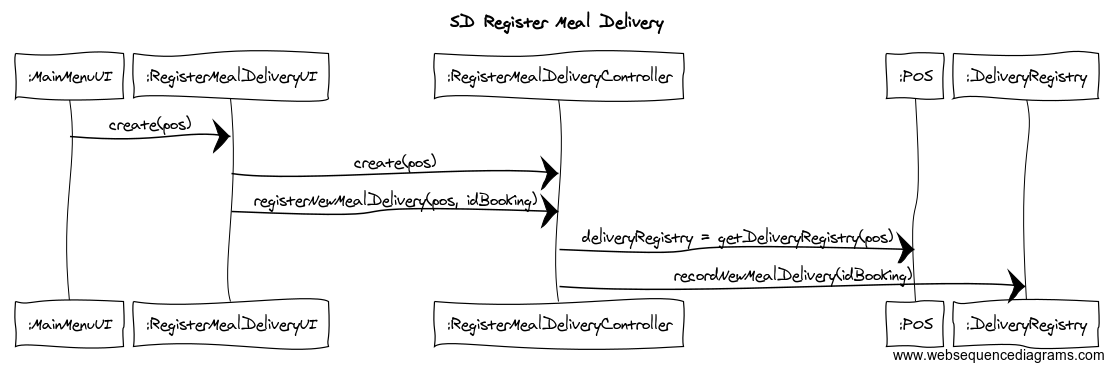 SD Register Meal Delivery
:MainMenuUI
:RegisterMealDeliveryUI
:RegisterMealDeliveryController
:POS
:DeliveryRegistry
create(pos)
create(pos)
registerNewMealDelivery(pos, idBooking)
deliveryRegistry = getDeliveryRegistry(pos)
recordNewMealDelivery(idBooking)
:MainMenuUI
:RegisterMealDeliveryUI
:RegisterMealDeliveryController
:POS
:DeliveryRegistry
www.websequencediagrams.com